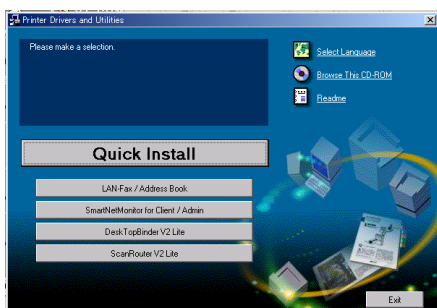 Printer Drivers and Utilities
Please make a selection.
Select Language
Browse This CD-ROM
Readme
Quick Install
LAN-Fax / Address Book
SmartNetMonitor for Client / Admin
DeskTopBinder V2 Lite
ScanRouter V2 Lite
Exit